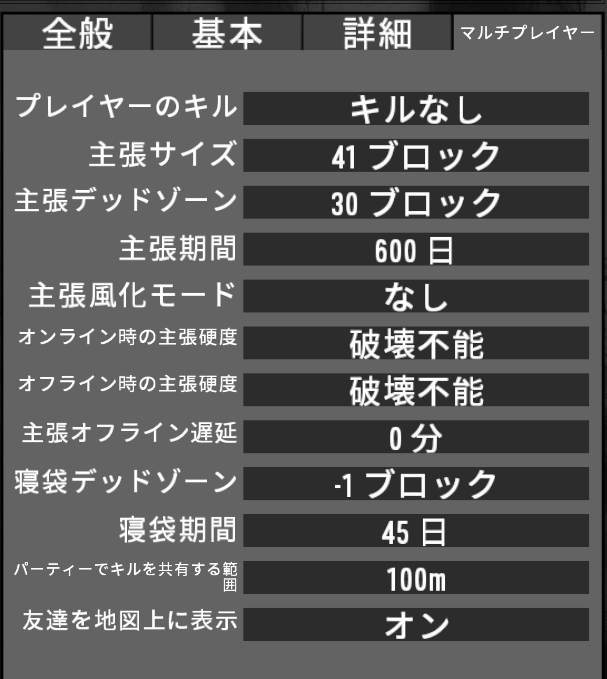 全般 基本 詳細 マルチプレイヤー
プレイヤーのキル キルなし
主張サイズ 41 ブロック
主張デッドゾーン 30 ブロック
主張期間 600 日
主張風化モード なし
オンライン時の主張硬度 破壊不能
オフライン時の主張硬度 破壊不能
主張オフライン遅延 0 分
寝袋デッドゾーン -1 ブロック
寝袋期間 45 日
パーティーでキルを共有する範
囲 100m
友達を地図上に表示 オン